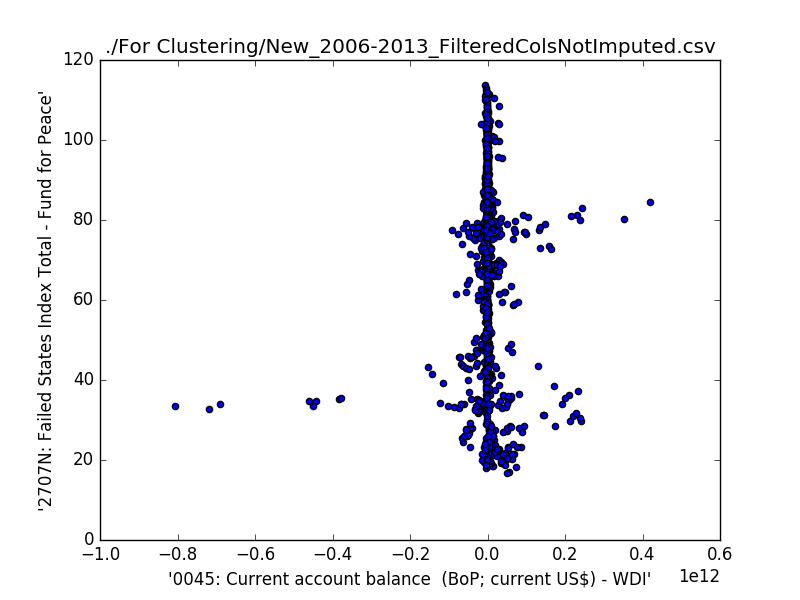 ./For Clustering/New_2006-2013_FilteredColsNotImputed.csv
120
100
80
60
40
20
0
'2707N: Failed States Index Total - Fund for Peace'
−1.0 −0.8 −0.6 −0.4 −0.2 0.0 0.2 0.4 0.6
1e12
'0045: Current account balance  (BoP; current US$) - WDI'